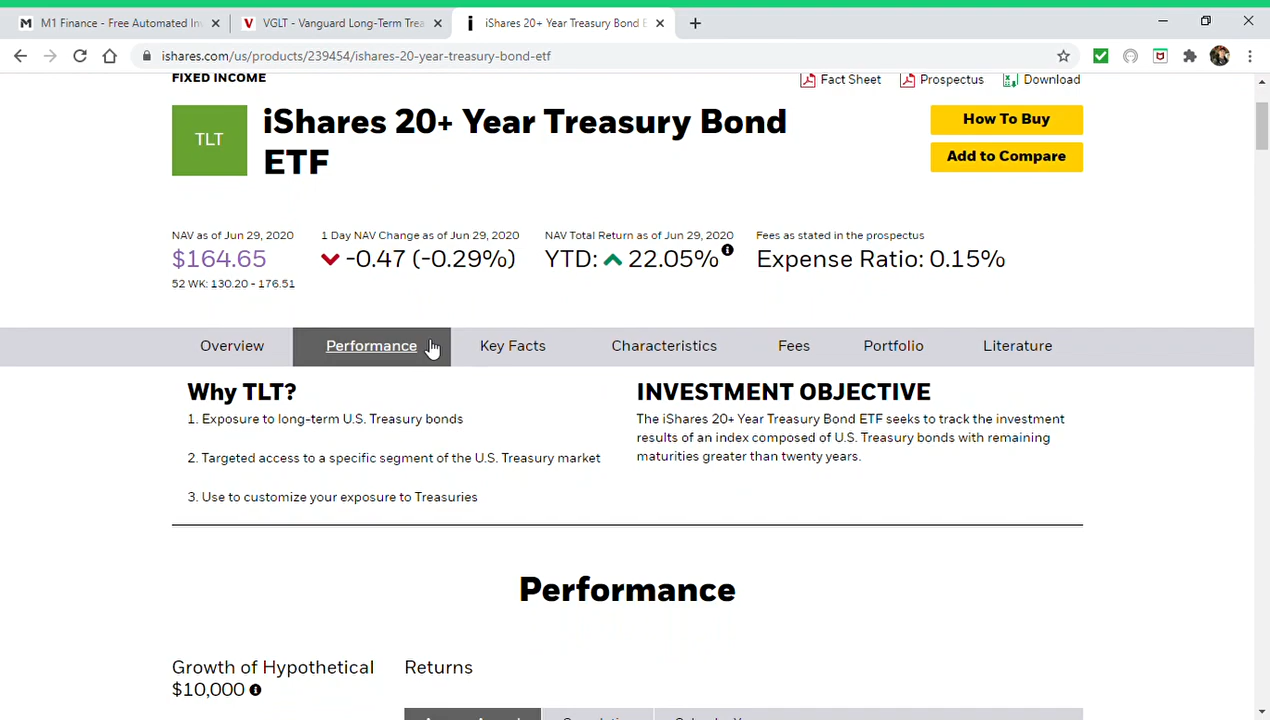 M1 Finance - Free Automated In
VGLT - Vanguard Long-Term Trea
iShares 20+ Year Treasury Bond E
ishares.com/us/products/239454/ishares-20-year-treasury-bond-etf
FIXED INCOME
Fact Sheet
Prospectus
Download
TLT
iShares 20+ Year Treasury Bond
ETF
How To Buy
Add to Compare
NAV as of Jun 29, 2020
$164.65
52 WK: 130.20 - 176.51
1 Day NAV Change as of Jun 29, 2020
-0.47 (-0.29%)
NAV Total Return as of Jun 29, 2020
YTD: 22.05%
Fees as stated in the prospectus
Expense Ratio: 0.15%
Overview
Performance
Key Facts
Characteristics
Fees
Portfolio
Literature
Why TLT?
1. Exposure to long-term U.S. Treasury bonds
2. Targeted access to a specific segment of the U.S. Treasury market
3. Use to customize your exposure to Treasuries
INVESTMENT OBJECTIVE
The iShares 20+ Year Treasury Bond ETF seeks to track the investment
results of an index composed of U.S. Treasury bonds with remaining
maturities greater than twenty years.
Performance
Growth of Hypothetical
$10,000
Returns